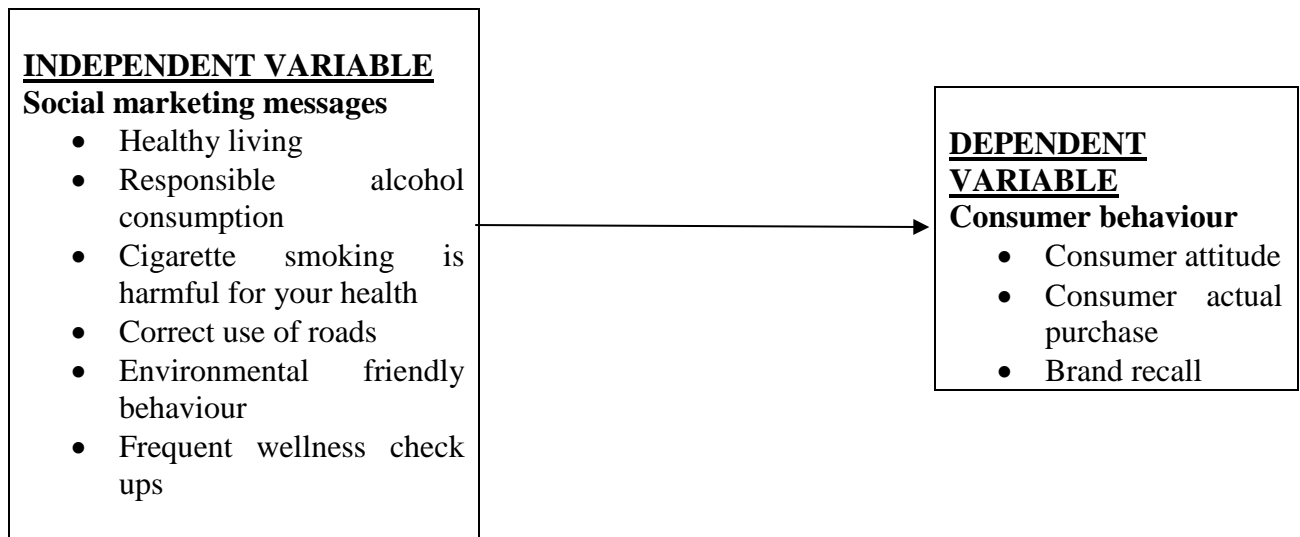 INDEPENDENT VARIABLE
Social marketing messages
• Healthy living
• Responsible alcohol
consumption
• Cigarette smoking is
harmful for your health
• Correct use of roads
• Environmental friendly
behaviour
• Frequent wellness check
ups
DEPENDENT
VARIABLE
Consumer behaviour
• Consumer attitude
• Consumer actual
purchase
• Brand recall